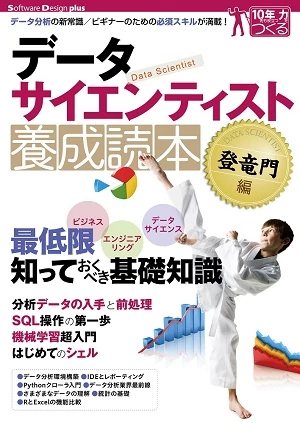 Software Design plus
データ分析の新常識／ビギナーのための必須スキルが満載！
10年 力
つくる
データ
Data Scientist
サイエンティスト
養成読本
DATA SCIENTIST
登竜門
編
ビジネス
データ
サイエンス
エンジニア
リング
最低限
知っておくべき基礎知識
分析データの入手と前処理
SQL操作の第一歩
機械学習超入門
はじめてのシェル
●データ分析環境構築 ●IDEとレポーティング
●Pythonクローラ入門 ●データ分析業界最前線
●さまざまなデータの理解 ●統計の基礎
●RとExcelの機能比較